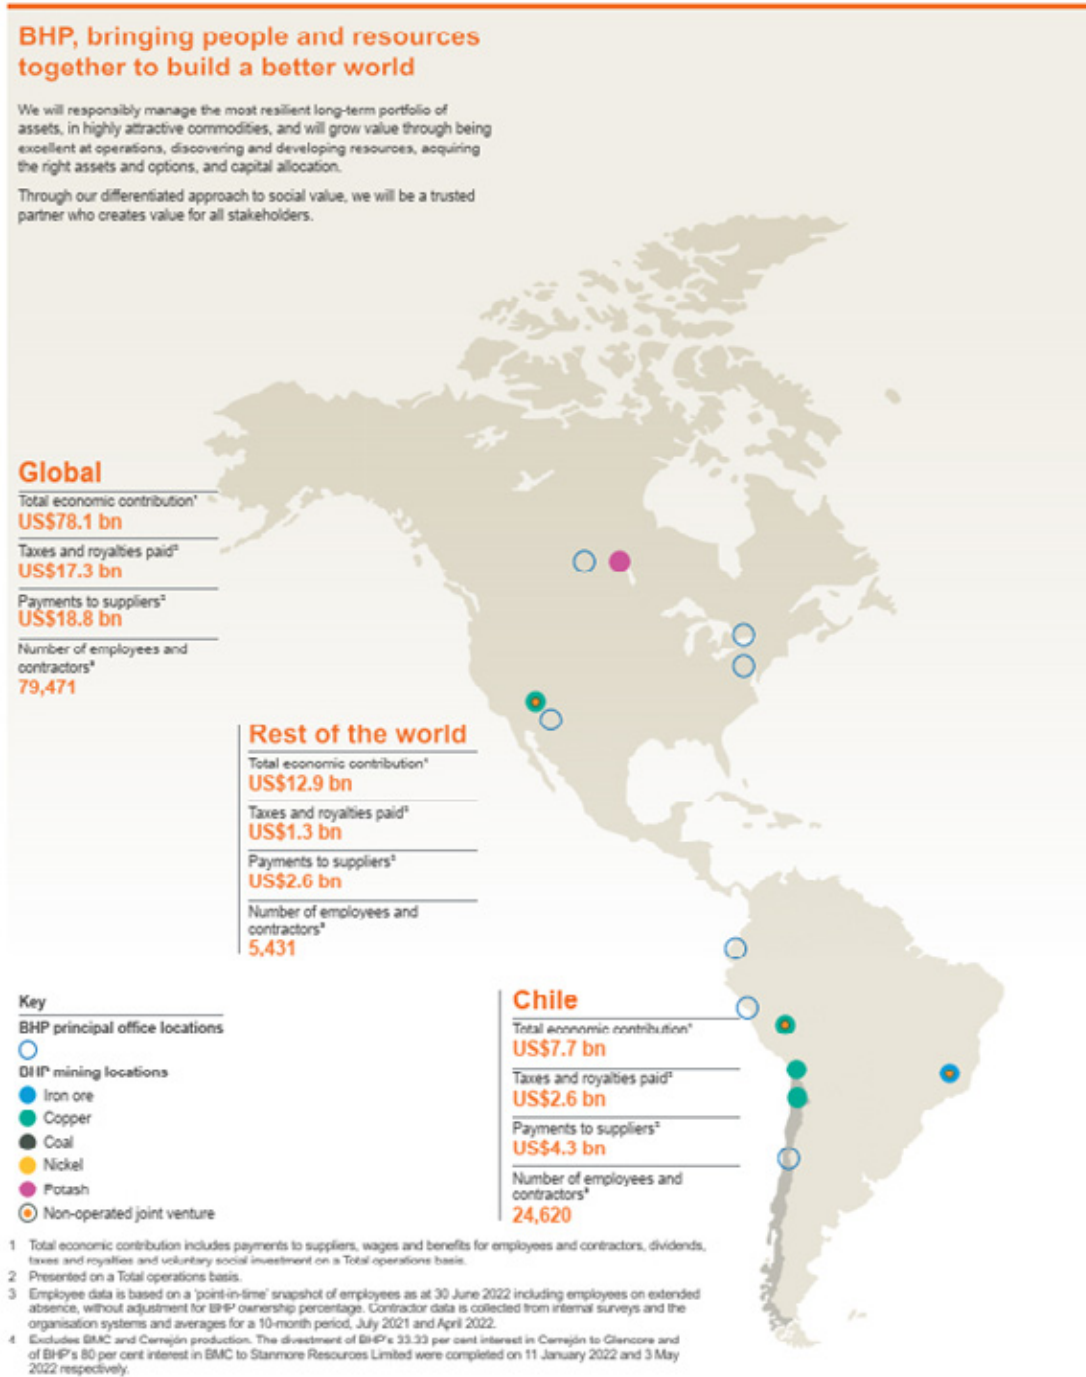 BHP, bringing people and resources
together to build a better world
We will responsibly manage the most resilient long-term portfolio of
assets, in highly attractive commodities, and will grow value through being
excellent at operations, discovering and developing resources, acquiring
the right assets and options, and capital allocation.
Through our differentiated approach to social value, we will be a trusted
partner who creates value for all stakeholders.
Global
Total economic contribution¹
US$78.1 bn
Taxes and royalties paid²
US$17.3 bn
Payments to suppliers²
US$18.8 bn
Number of employees and
contractors³
79,471
Rest of the world
Total economic contribution¹
US$12.9 bn
Taxes and royalties paid²
US$1.3 bn
Payments to suppliers²
US$2.6 bn
Number of employees and
contractors³
5,431
Chile
Total economic contribution¹
US$7.7 bn
Taxes and royalties paid²
US$2.6 bn
Payments to suppliers²
US$4.3 bn
Number of employees and
contractors³
24,620
Key
BHP principal office locations
BHP mining locations
Iron ore
Copper
Coal
Nickel
Potash
Non-operated joint venture
1 Total economic contribution includes payments to suppliers, wages and benefits for employees and contractors, dividends,
taxes and royalties and voluntary social investment on a Total operations basis.
2 Presented on a Total operations basis.
3 Employee data is based on a 'point-in-time' snapshot of employees as at 30 June 2022 including employees on extended
absence, without adjustment for BHP ownership percentage. Contractor data is collected from internal surveys and the
organisation systems and averages for a 10-month period, July 2021 and April 2022.
4 Excludes BMC and Cerrejón production. The divestment of BHP's 33.33 per cent interest in Cerrejón to Glencore and
of BHP's 80 per cent interest in BMC to Stanmore Resources Limited were completed on 11 January 2022 and 3 May
2022 respectively.